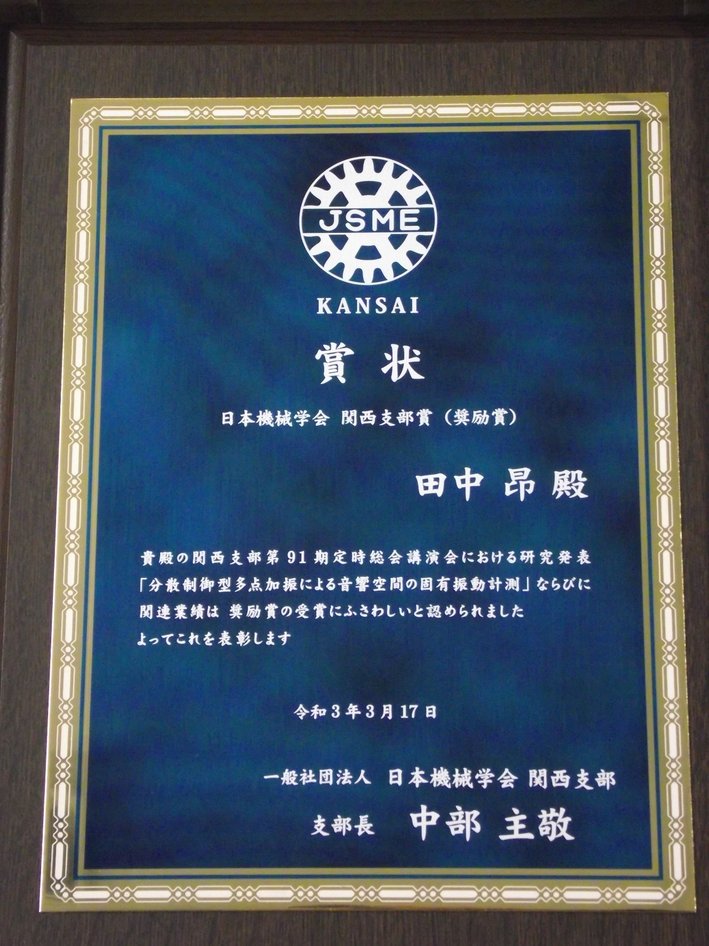 JSME
KANSAI
賞状
日本機械学会 関西支部賞（奨励賞）
田中 昂 殿
貴殿の関西支部第91期定時総会講演会における研究発表
「分散制御型多点加振による音響空間の固有振動計測」ならびに
関連業績は 奨励賞の受賞にふさわしいと認められました
よってこれを表彰します
令和3年3月17日
一般社団法人 日本機械学会 関西支部
支部長 中部 主敬